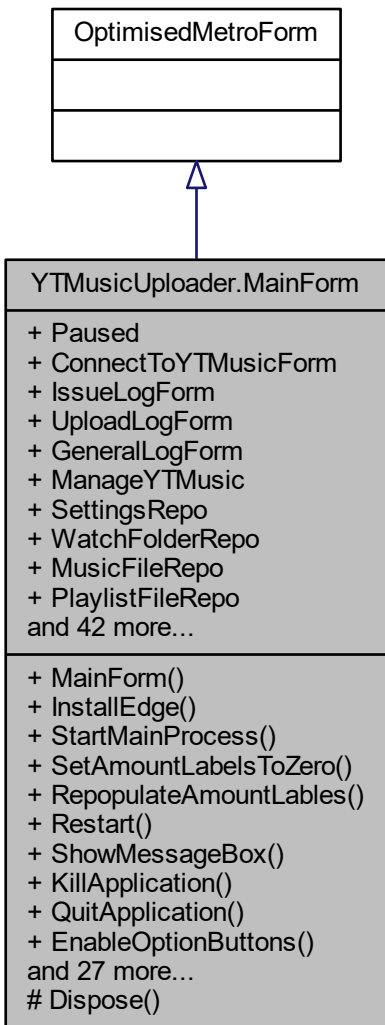 OptimisedMetroForm
YTMusicUploader.MainForm
+ Paused
+ ConnectToYTMusicForm
+ IssueLogForm
+ UploadLogForm
+ GeneralLogForm
+ ManageYTMusic
+ SettingsRepo
+ WatchFolderRepo
+ MusicFileRepo
+ PlaylistFileRepo
and 42 more...
+ MainForm()
+ InstallEdge()
+ StartMainProcess()
+ SetAmountLabelsToZero()
+ RepopulateAmountLables()
+ Restart()
+ ShowMessageBox()
+ KillApplication()
+ QuitApplication()
+ EnableOptionButtons()
and 27 more...
# Dispose()